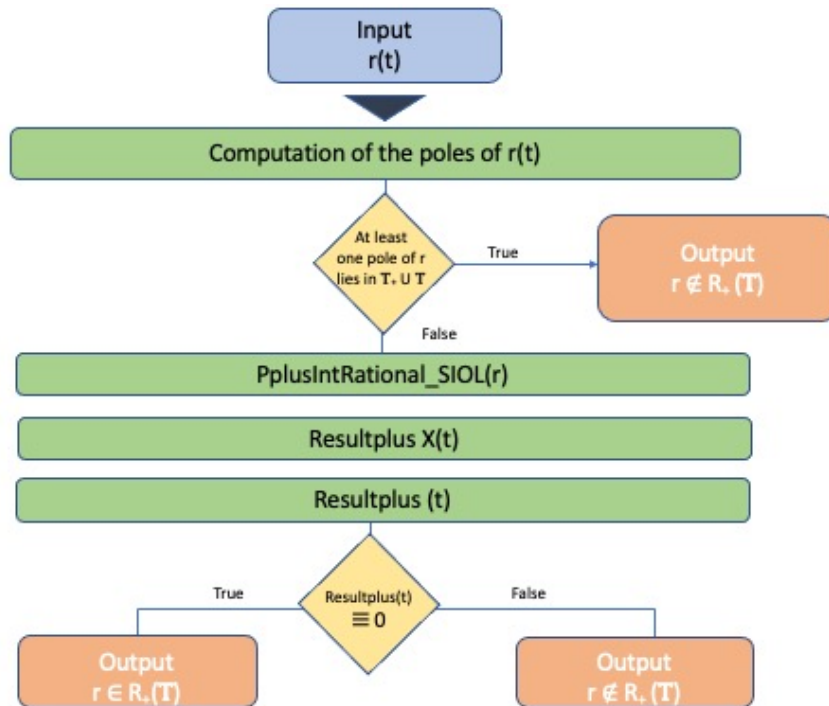 Input
r(t)
Computation of the poles of r(t)
At least
one pole of r
lies in T₊ U T
True
Output
r ∉ R₊ (T)
False
PplusIntRational_SIOL(r)
Resultplus X(t)
Resultplus (t)
True
Resultplus(t)
≡ 0
False
Output
r ∈ R₊(T)
Output
r ∉ R₊(T)